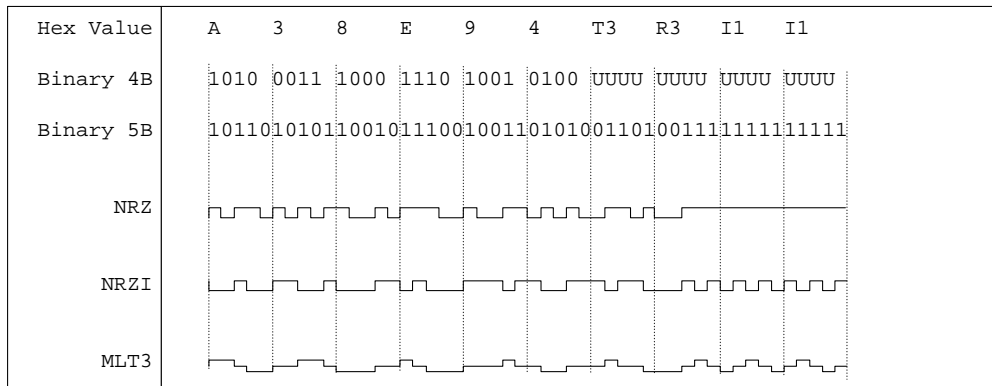 Hex Value A 3 8 E 9 4 T3 R3 I1 I1
Binary 4B 1010 0011 1000 1110 1001 0100 UUUU UUUU UUUU UUUU
Binary 5B 10110101011001011100100110101001101001111111111111
NRZ
NRZI
MLT3